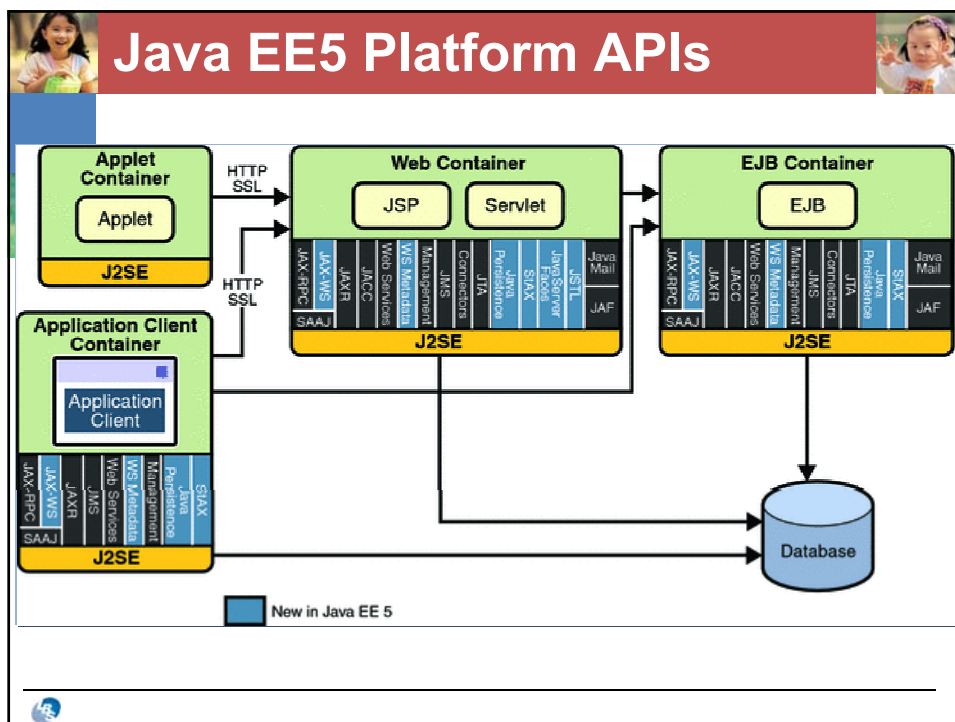 Java EE5 Platform APIs
Applet
Container
Applet
J2SE
HTTP
SSL
HTTP
SSL
Web Container
JSP
Servlet
JAX-RPC
JAX-WS
SAAJ
JAXR
JACC
Web Services
WS Metadata
Management
JMS
Connectors
JTA
Java
Persistence
StAX
JavaServer
Faces
JSTL
Java
Mail
JAF
J2SE
EJB Container
EJB
JAX-RPC
JAX-WS
SAAJ
JAXR
JACC
Web Services
WS Metadata
Management
JMS
Connectors
JTA
Java
Persistence
StAX
Java
Mail
JAF
J2SE
Application Client
Container
Application
Client
JAX-RPC
JAX-WS
SAAJ
JAXR
JMS
Web Services
WS Metadata
Management
Java
Persistence
StAX
J2SE
Database
New in Java EE 5